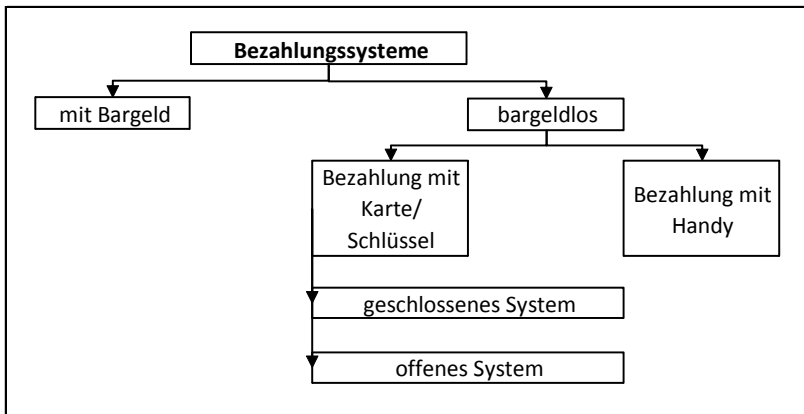 Bezahlungssysteme
mit Bargeld
bargeldlos
Bezahlung mit
Karte/
Schlüssel
Bezahlung mit
Handy
geschlossenes System
offenes System